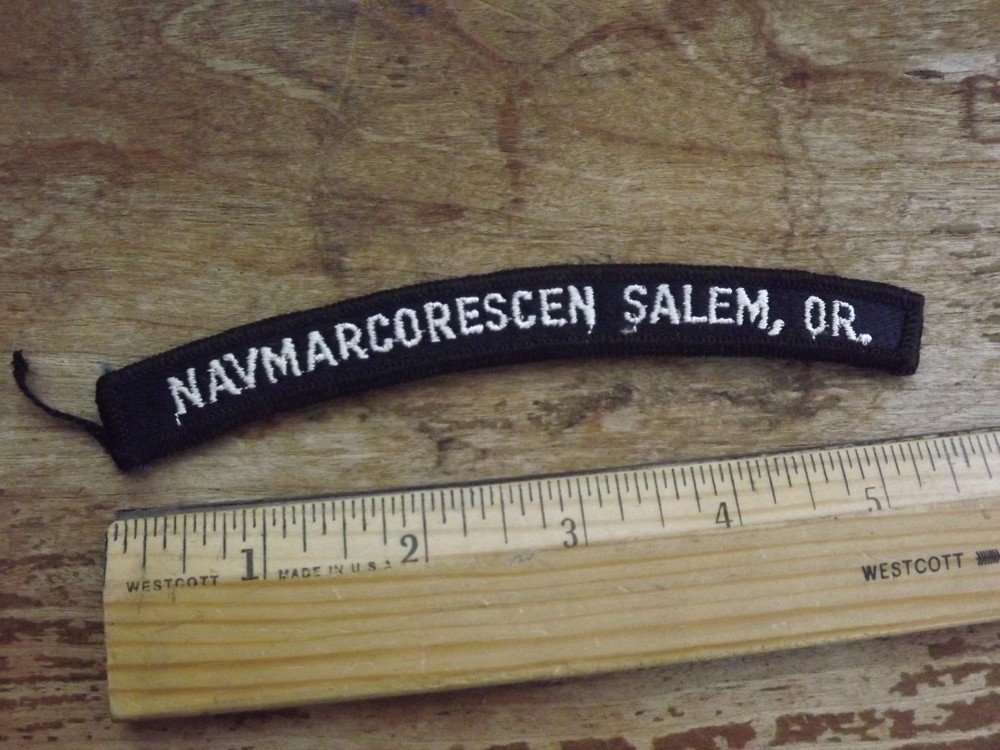 NAVMARCORESCEN SALEM, OR.
1 2 3 4 5
WESTCOTT MADE IN U.S.A WESTCOTT